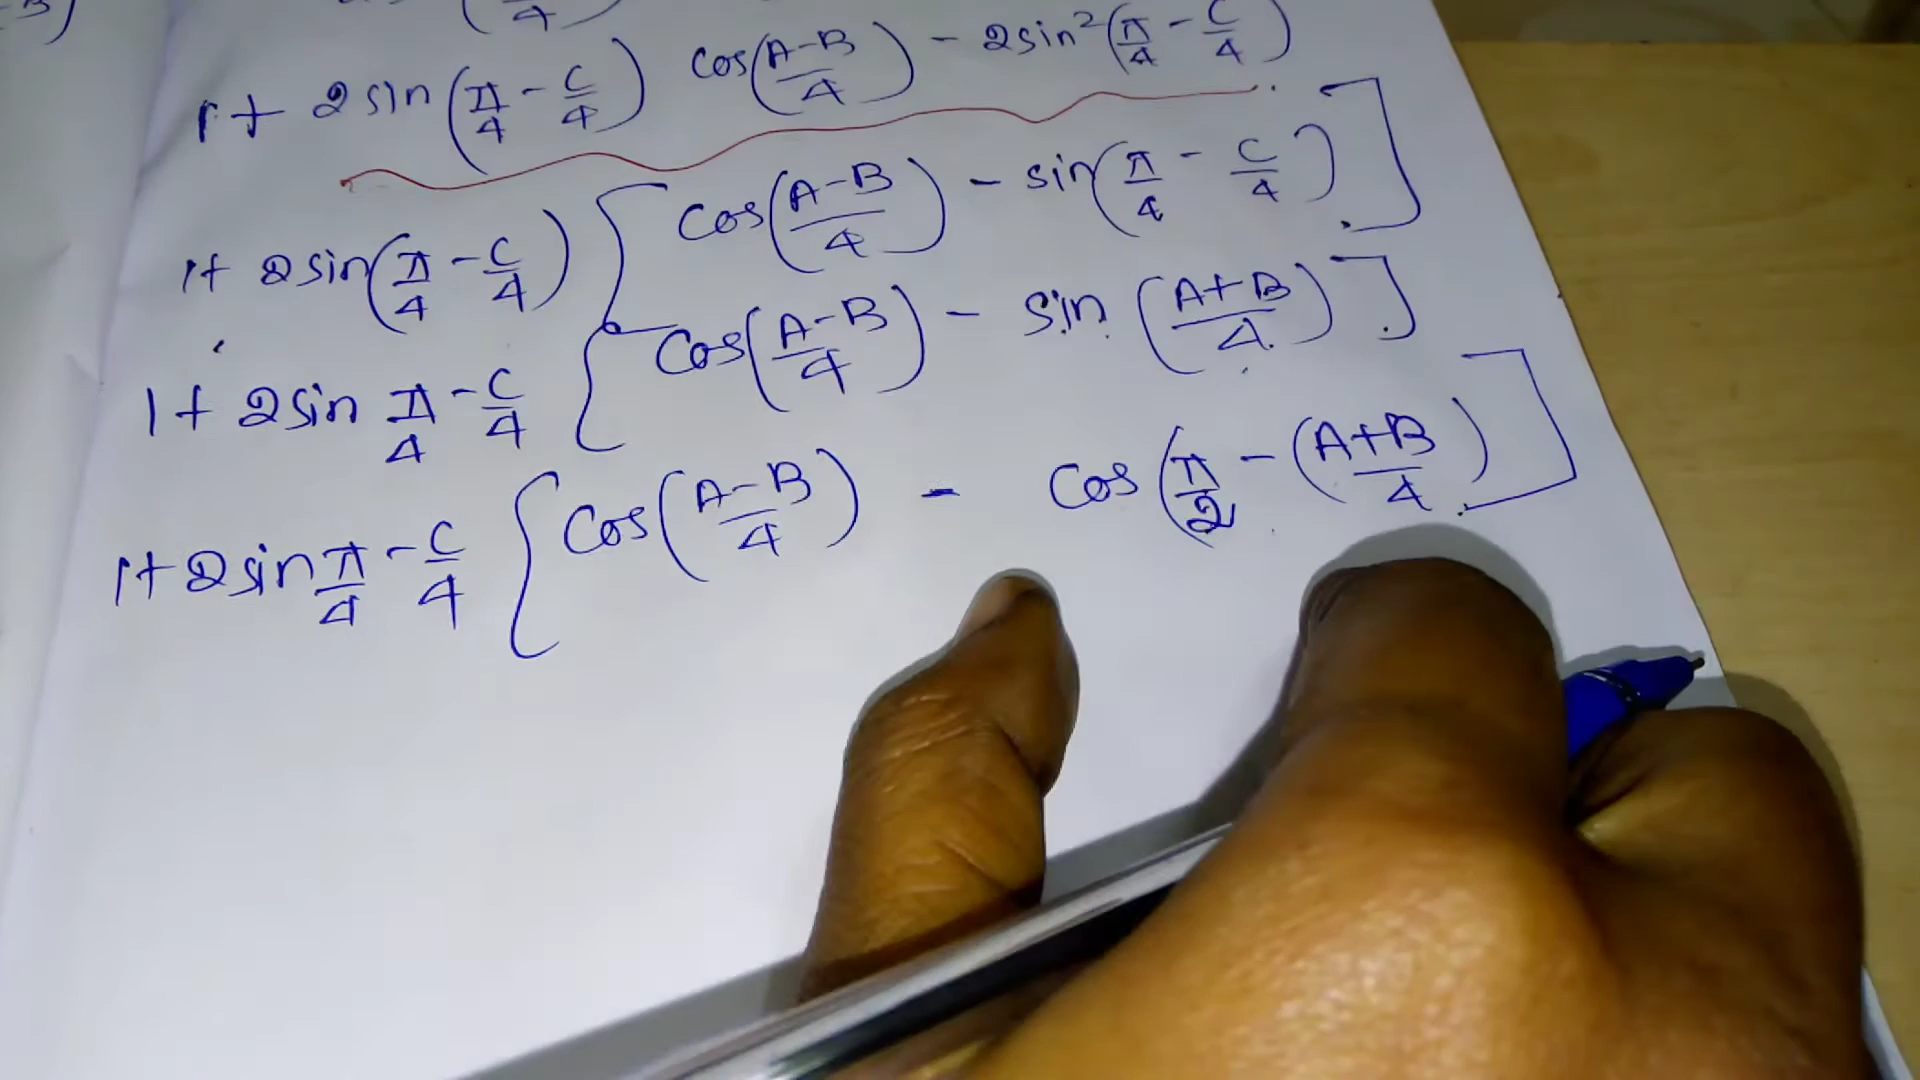 1+ 2 sin(π/4 - C/4) cos(A-B/4) - 2sin²(π/4 - C/4)
1+ 2 sin(π/4 - C/4) [cos(A-B/4) - sin(π/4 - C/4)]
1+ 2 sin π/4 - C/4 [cos(A-B/4) - sin(A+B/4)]
1+ 2 sin π/4 - C/4 [cos(A-B/4) - cos(π/2 - (A+B/4)]